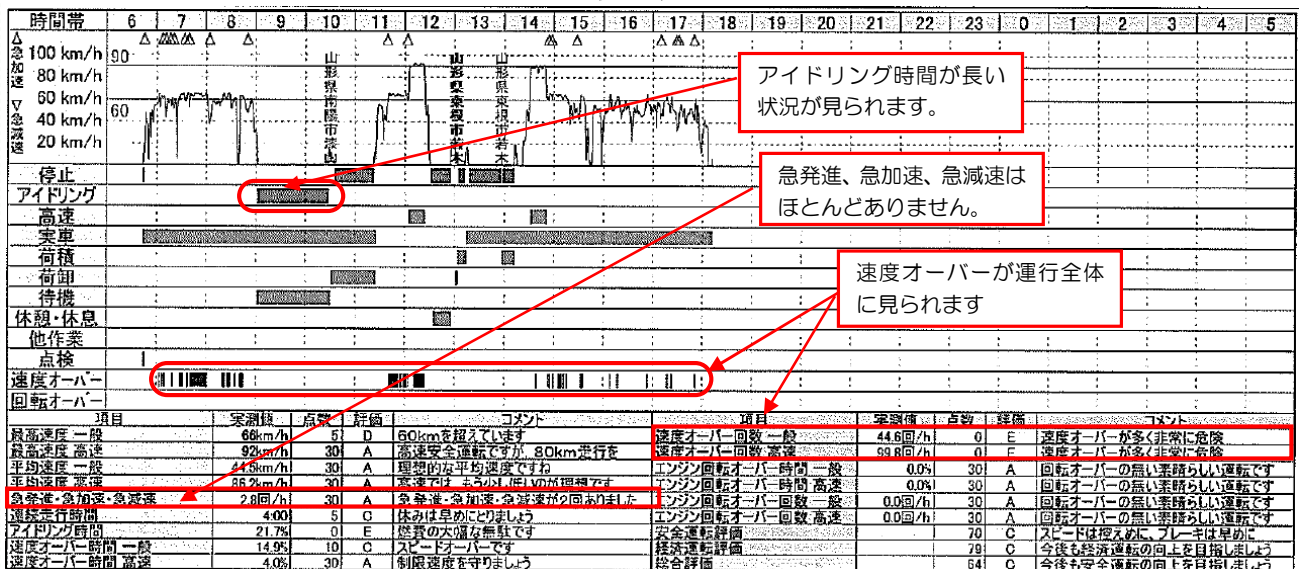 時間帯 6 7 8 9 10 11 12 13 14 15 16 17 18 19 20 21 22 23 0 1 2 3 4 5
△急加速 ▽急減速
100 km/h 90
80 km/h
60 km/h 60
40 km/h
20 km/h
山形県南陽市漆山
山形県東根市若木
山形県東根市若木
アイドリング時間が長い
状況が見られます。
急発進、急加速、急減速は
ほとんどありません。
速度オーバーが運行全体
に見られます
停止
アイドリング
高速
実車
荷積
荷卸
待機
休憩・休息
他作業
点検
速度オーバー
回転オーバー
項目 実測値 点数 評価 コメント 項目 実測値 点数 評価 コメント
最高速度 一般 66km/h 5 D 60kmを超えています 速度オーバー回数 一般 44.6回/h 0 E 速度オーバーが多く非常に危険
最高速度 高速 92km/h 30 A 高速安全運転ですが、80km走行を 速度オーバー回数 高速 99.8回/h 0 E 速度オーバーが多く非常に危険
平均速度 一般 44.5km/h 30 A 理想的な平均速度ですね エンジン回転オーバー時間 一般 0.0% 30 A 回転オーバーの無い素晴らしい運転です
平均速度 高速 86.2km/h 30 A 高速では、もう少し低いのが理想です エンジン回転オーバー時間 高速 0.0% 30 A 回転オーバーの無い素晴らしい運転です
急発進・急加速・急減速 2.8回/h 30 A 急発進・急加速・急減速が2回ありました エンジン回転オーバー回数 一般 0.0回/h 30 A 回転オーバーの無い素晴らしい運転です
連続走行時間 4:00 5 C 休みは早めにとりましょう エンジン回転オーバー回数 高速 0.0回/h 30 A 回転オーバーの無い素晴らしい運転です
アイドリング時間 21.7% 0 E 燃費の大幅な無駄です 安全運転評価 70 C スピードは控えめに、ブレーキは早めに
速度オーバー時間 一般 14.9% 10 C スピードオーバーです 経済運転評価 79 C 今後も経済運転の向上を目指しましょう
速度オーバー時間 高速 4.0% 30 A 制限速度を守りましょう 総合評価 64 C 今後も安全運転の向上を目指しましょう